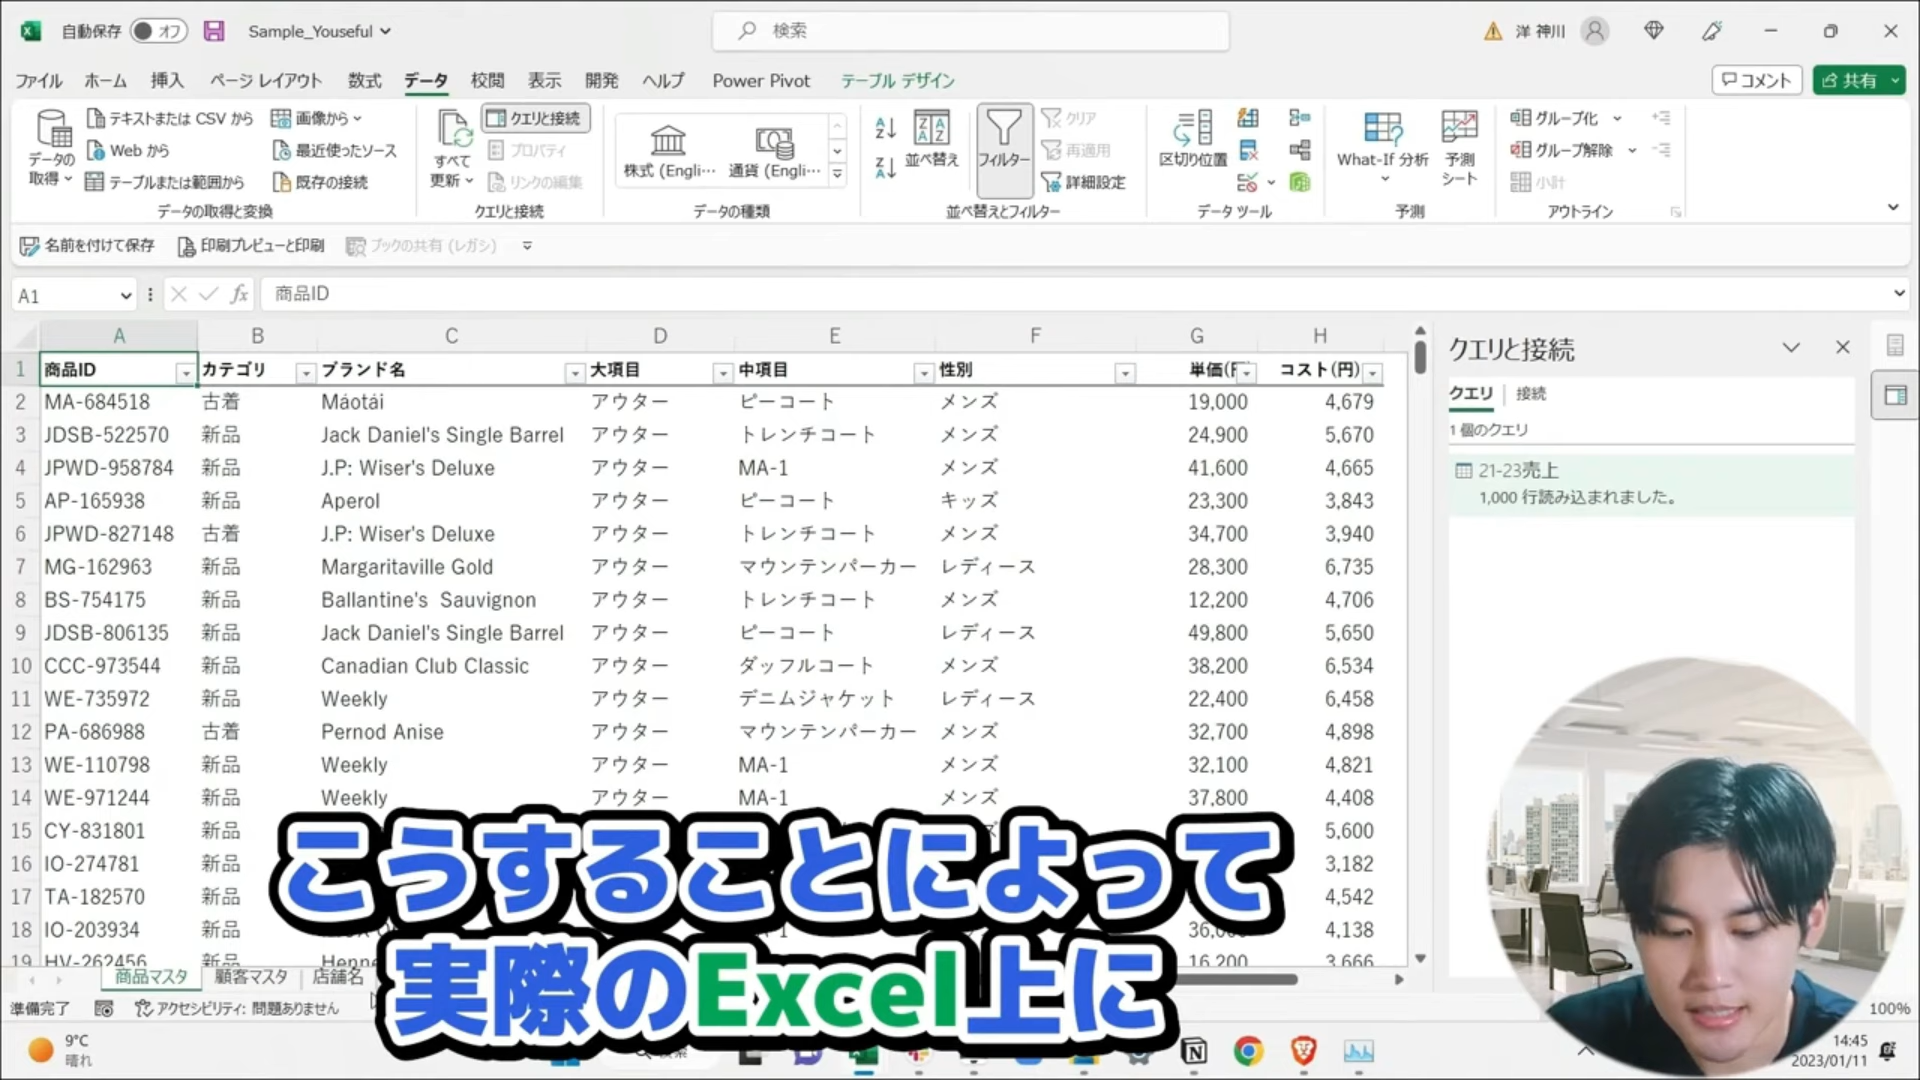 自動保存 オフ Sample_Youseful 検索 洋 神川
ファイル ホーム 挿入 ページ レイアウト 数式 データ 校閲 表示 開発 ヘルプ Power Pivot テーブル デザイン コメント 共有
データの取得 テキストまたは CSV から 画像から
Web から 最近使ったソース
テーブルまたは範囲から 既存の接続
データの取得と変換
すべて更新 クエリと接続
プロパティ
リンクの編集
クエリと接続
株式 (Engli… 通貨 (Engli…
データの種類
並べ替え フィルター クリア
再適用
詳細設定
並べ替えとフィルター
区切り位置
データ ツール
What-If 分析 予測シート
予測
グループ化
グループ解除
小計
アウトライン
名前を付けて保存 印刷プレビューと印刷 ブックの共有 (レガシ)
A1 fx 商品ID
A B C D E F G H
1 商品ID カテゴリ ブランド名 大項目 中項目 性別 単価(F コスト(円)
2 MA-684518 古着 Máotái アウター ピーコート メンズ 19,000 4,679
3 JDSB-522570 新品 Jack Daniel's Single Barrel アウター トレンチコート メンズ 24,900 5,670
4 JPWD-958784 新品 J.P: Wiser's Deluxe アウター MA-1 メンズ 41,600 4,665
5 AP-165938 新品 Aperol アウター ピーコート キッズ 23,300 3,843
6 JPWD-827148 古着 J.P: Wiser's Deluxe アウター トレンチコート メンズ 34,700 3,940
7 MG-162963 新品 Margaritaville Gold アウター マウンテンパーカー レディース 28,300 6,735
8 BS-754175 新品 Ballantine's Sauvignon アウター トレンチコート メンズ 12,200 4,706
9 JDSB-806135 新品 Jack Daniel's Single Barrel アウター ピーコート レディース 49,800 5,650
10 CCC-973544 新品 Canadian Club Classic アウター ダッフルコート メンズ 38,200 6,534
11 WE-735972 新品 Weekly アウター デニムジャケット レディース 22,400 6,458
12 PA-686988 古着 Pernod Anise アウター マウンテンパーカー メンズ 32,700 4,898
13 WE-110798 新品 Weekly アウター MA-1 メンズ 32,100 4,821
14 WE-971244 新品 Weekly アウター MA-1 メンズ 37,800 4,408
15 CY-831801 新品 5,600
16 IO-274781 新品 3,182
17 TA-182570 新品 4,542
18 IO-203934 新品 4,138
19 HV-262456 新品 16,200 3,666
クエリと接続
クエリ 接続
1 個のクエリ
21-23売上
1,000 行読み込まれました。
こうすることによって
実際のExcel上に
商品マスタ 顧客マスタ 店舗名
準備完了 アクセシビリティ: 問題ありません 100%
9°C
晴れ
14:45
2023/01/11